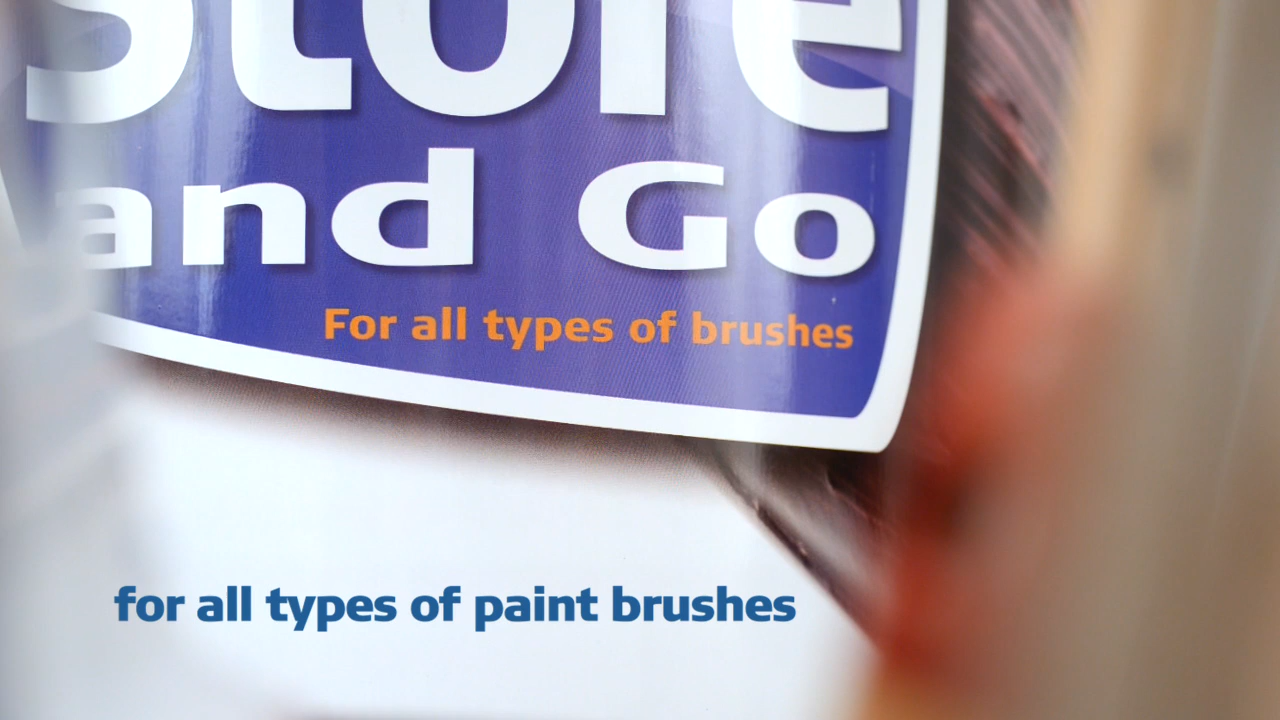 Store
and Go
For all types of brushes
for all types of paint brushes